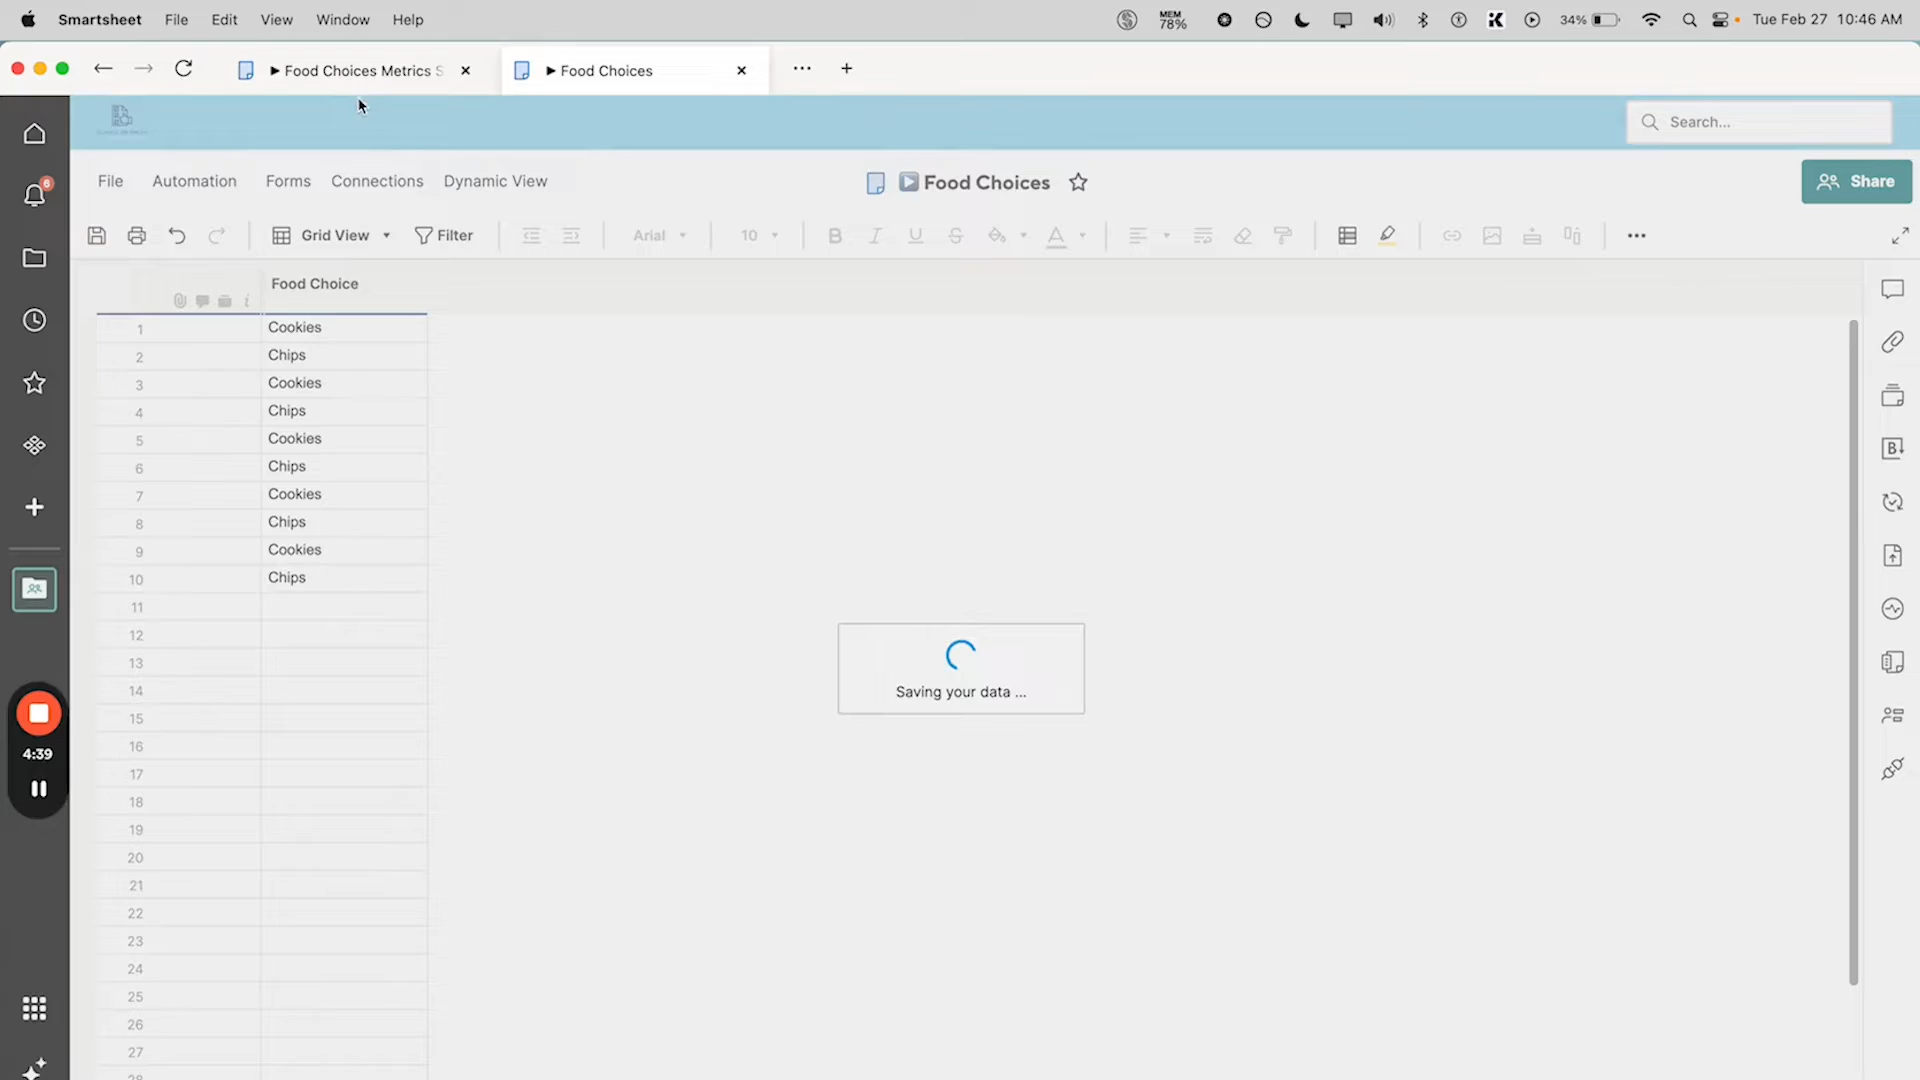 Smartsheet File Edit View Window Help MEM 78% 34% Tue Feb 27 10:46 AM
Food Choices Metrics S Food Choices
Search...
File Automation Forms Connections Dynamic View Food Choices Share
Grid View Filter Arial 10 B I U S A
Food Choice
1 Cookies
2 Chips
3 Cookies
4 Chips
5 Cookies
6 Chips
7 Cookies
8 Chips
9 Cookies
10 Chips
11
12
13
14
15
16
17
18
19
20
21
22
23
24
25
26
27
28
6
4:39
Saving your data ...